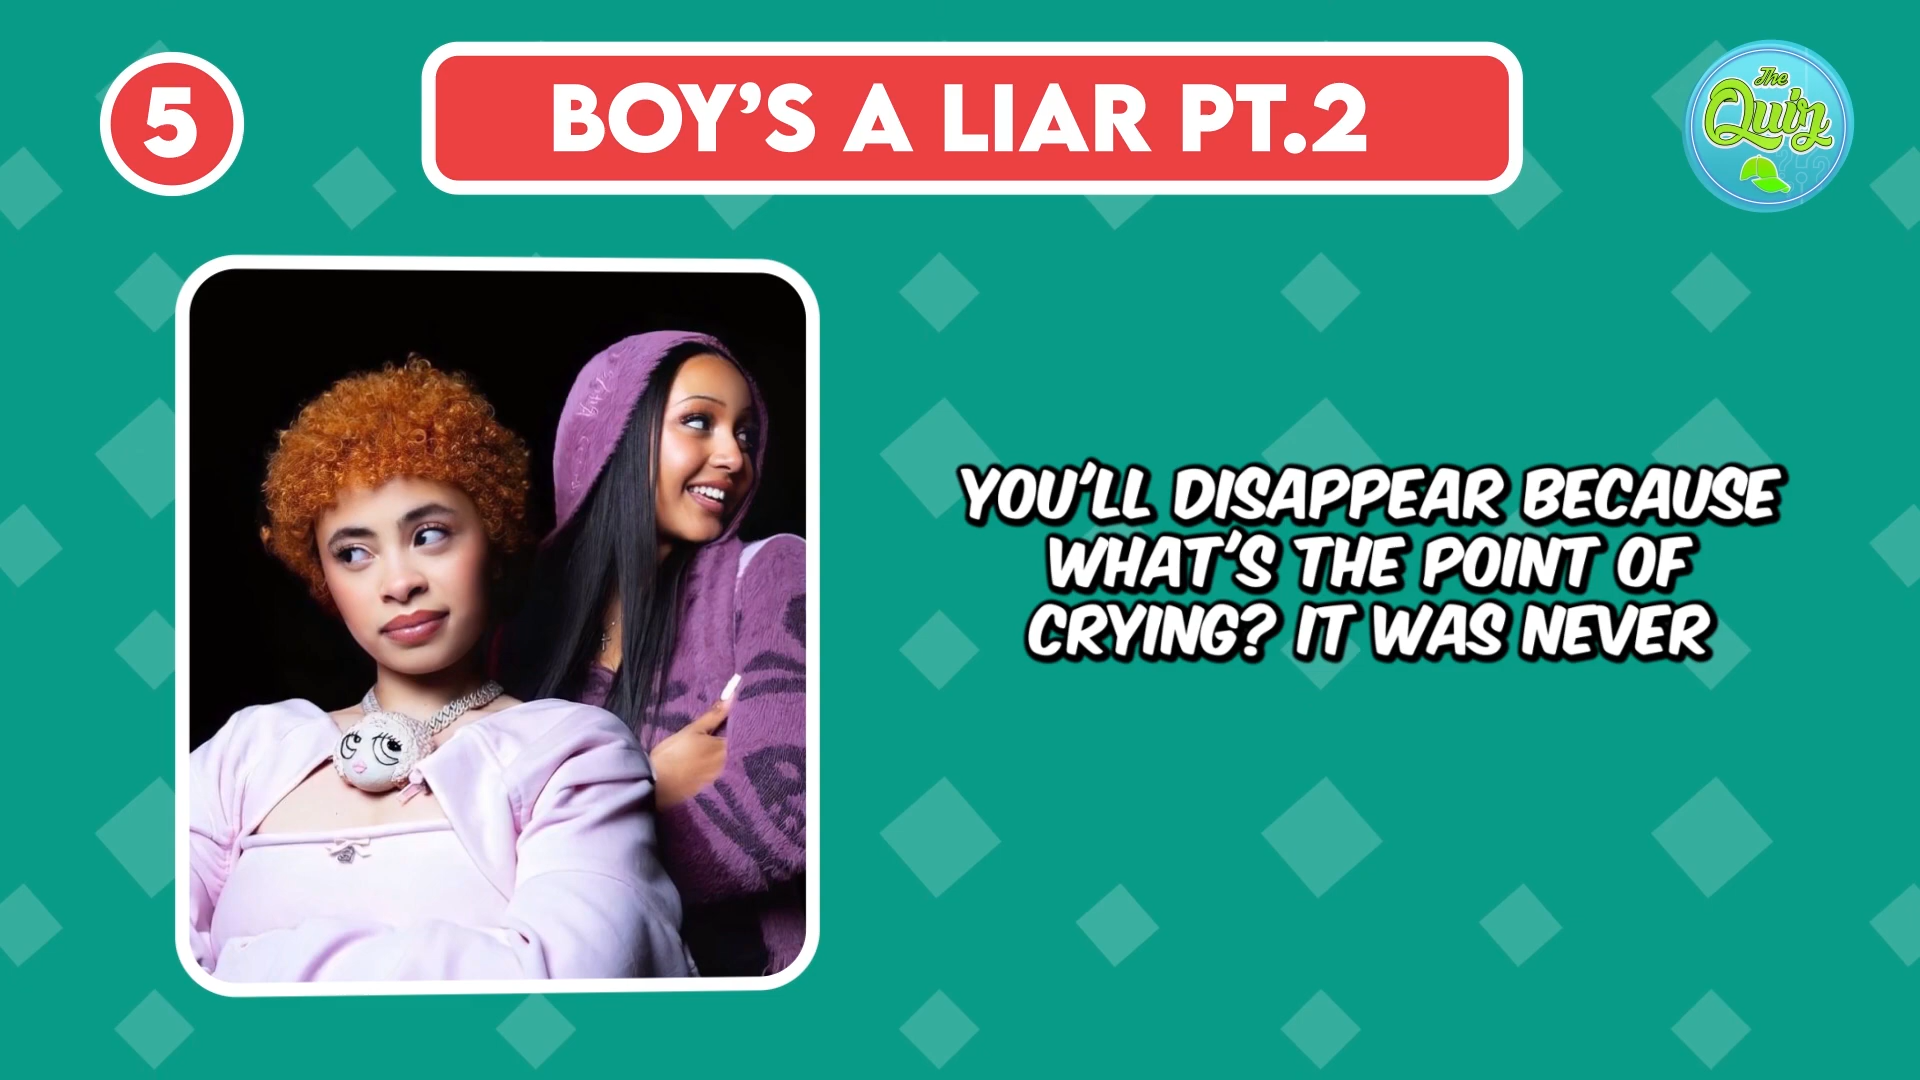 5
BOY'S A LIAR PT.2
The
Quiz
YOU'LL DISAPPEAR BECAUSE
WHAT'S THE POINT OF
CRYING? IT WAS NEVER